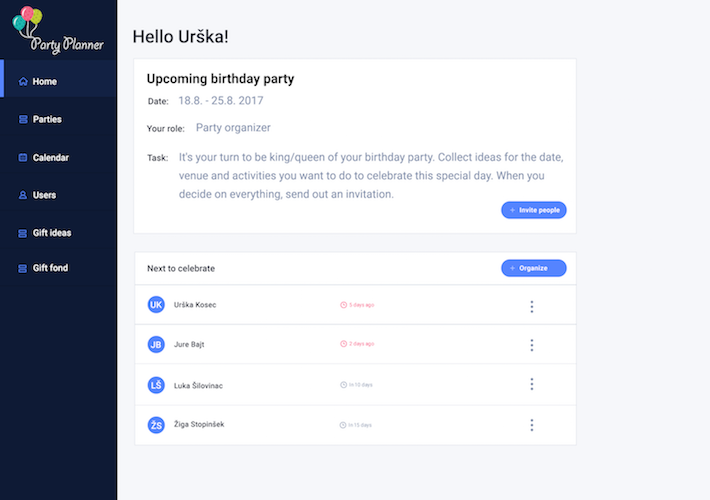 Party Planner
Home
Parties
Calendar
Users
Gift ideas
Gift fond
Hello Urška!
Upcoming birthday party
Date: 18.8. - 25.8. 2017
Your role: Party organizer
Task: It's your turn to be king/queen of your birthday party. Collect ideas for the date,
venue and activities you want to do to celebrate this special day. When you
decide on everything, send out an invitation.
+ Invite people
Next to celebrate
+ Organize
UK Urška Kosec 5 days ago
JB Jure Bajt 3 days ago
LŠ Luka Šilovinac in 10 days
ŽS Žiga Stopinšek in 15 days